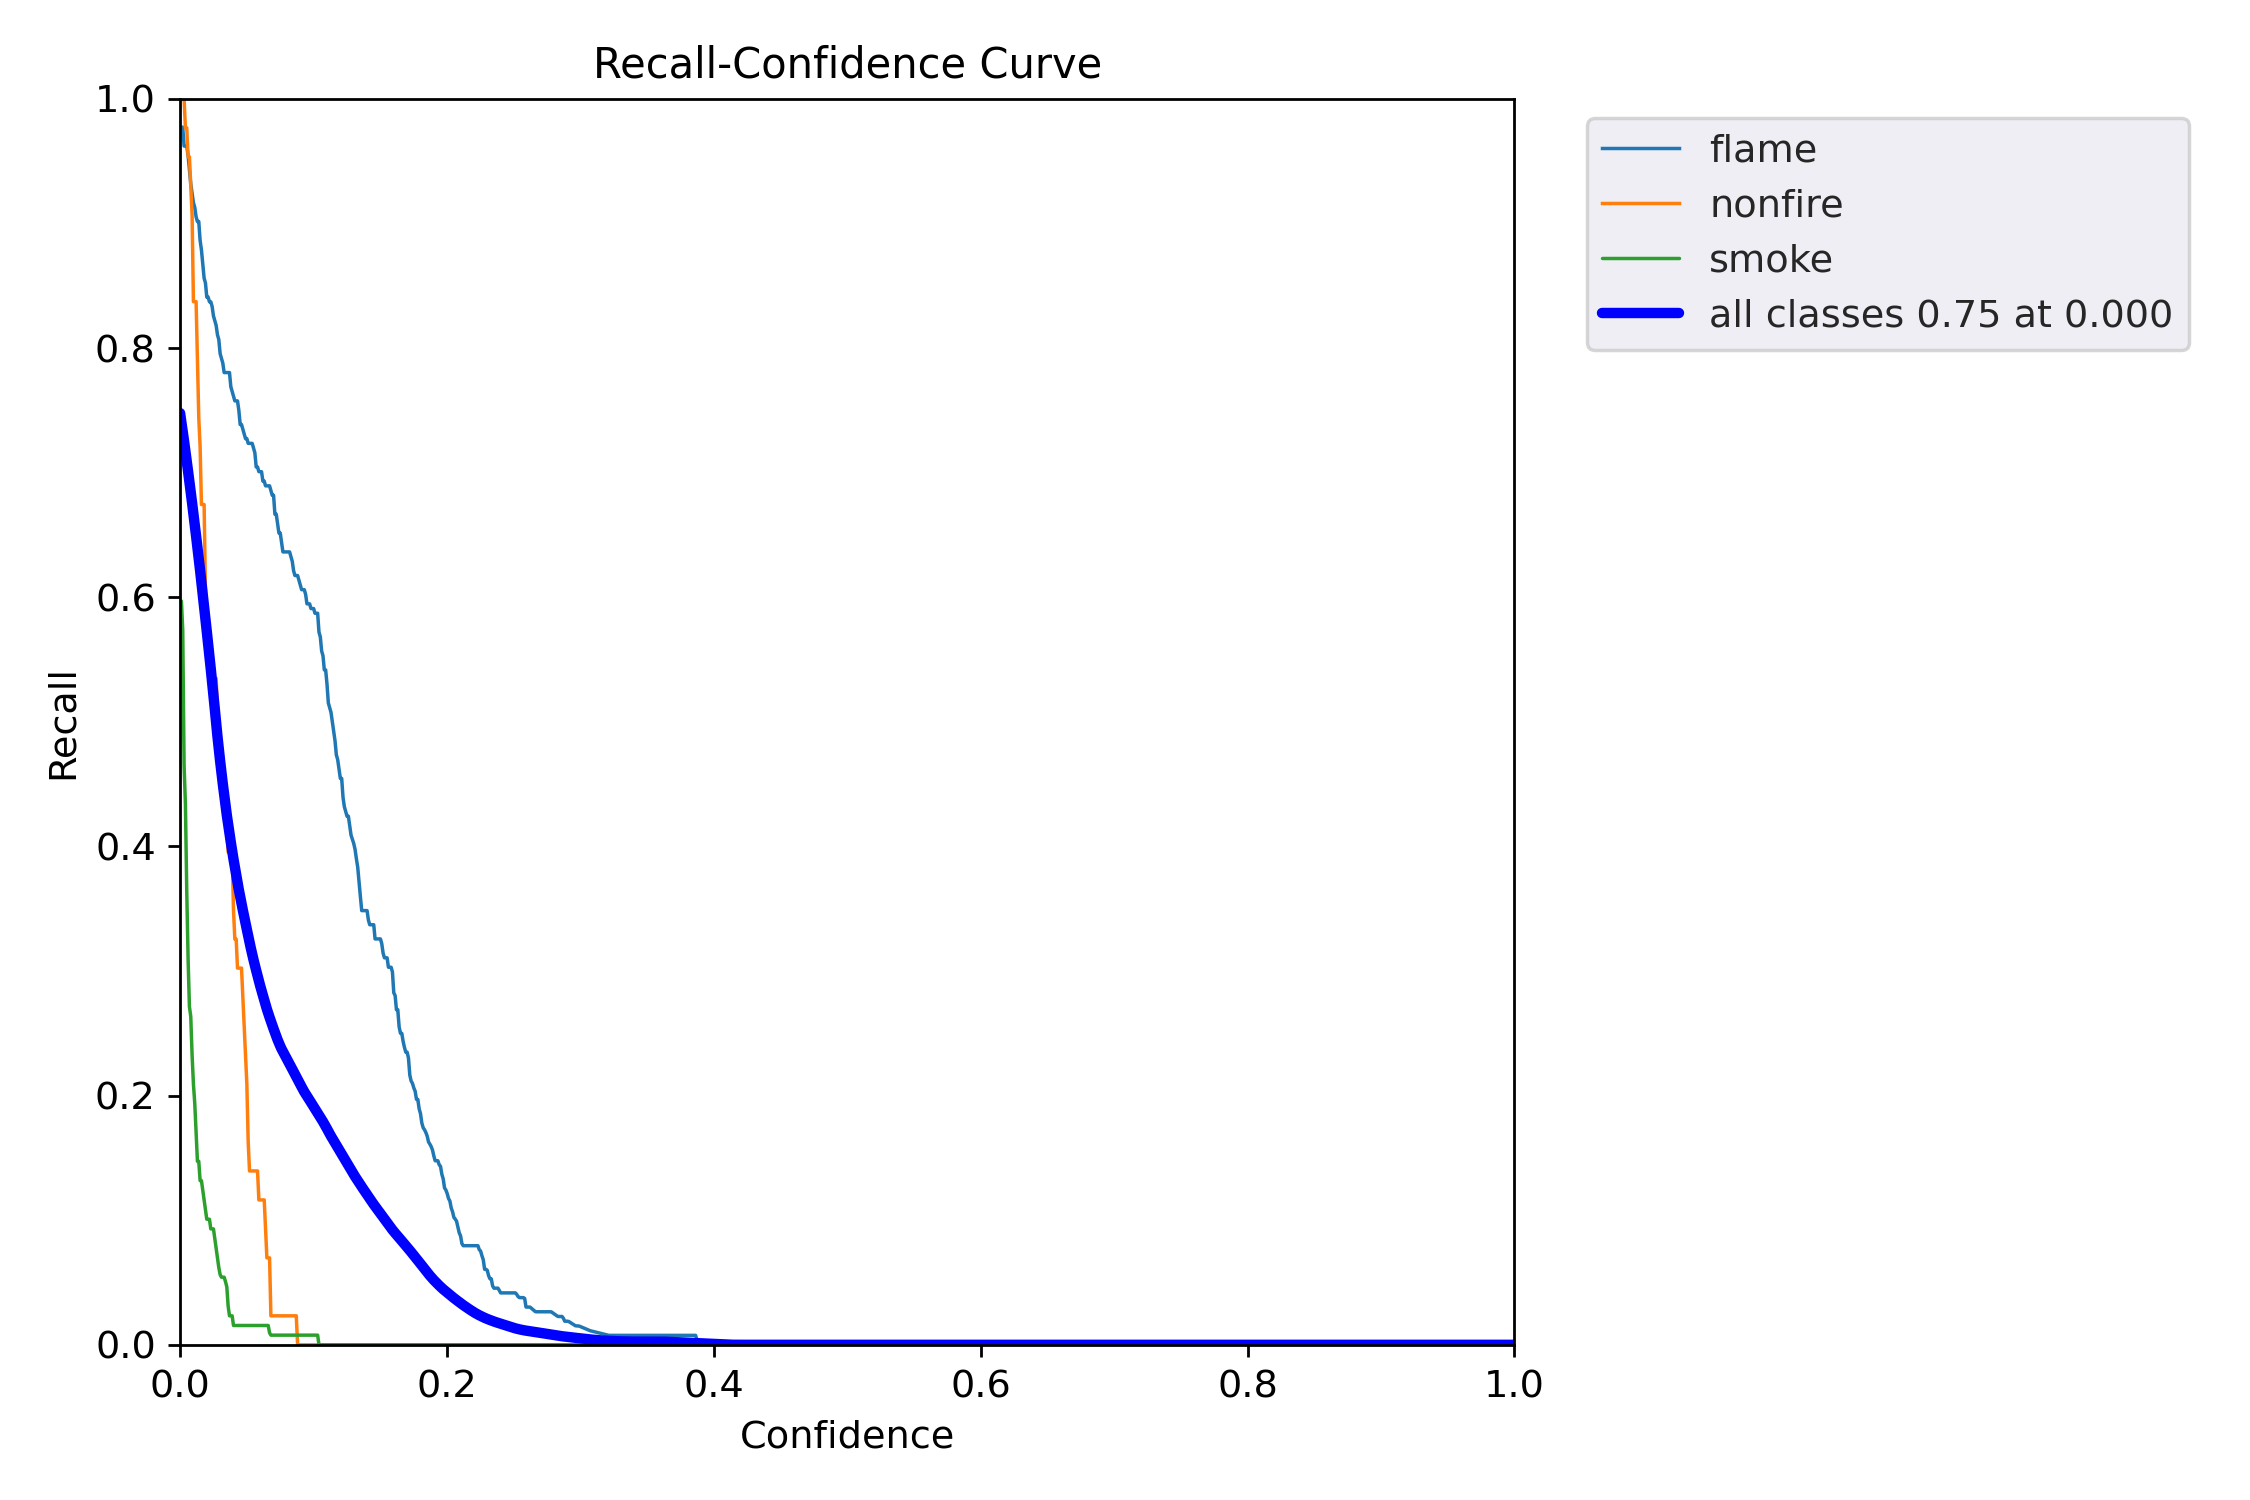 Recall-Confidence Curve
1.0
0.8
0.6
0.4
0.2
0.0
Recall
0.0 0.2 0.4 0.6 0.8 1.0
Confidence
flame
nonfire
smoke
all classes 0.75 at 0.000